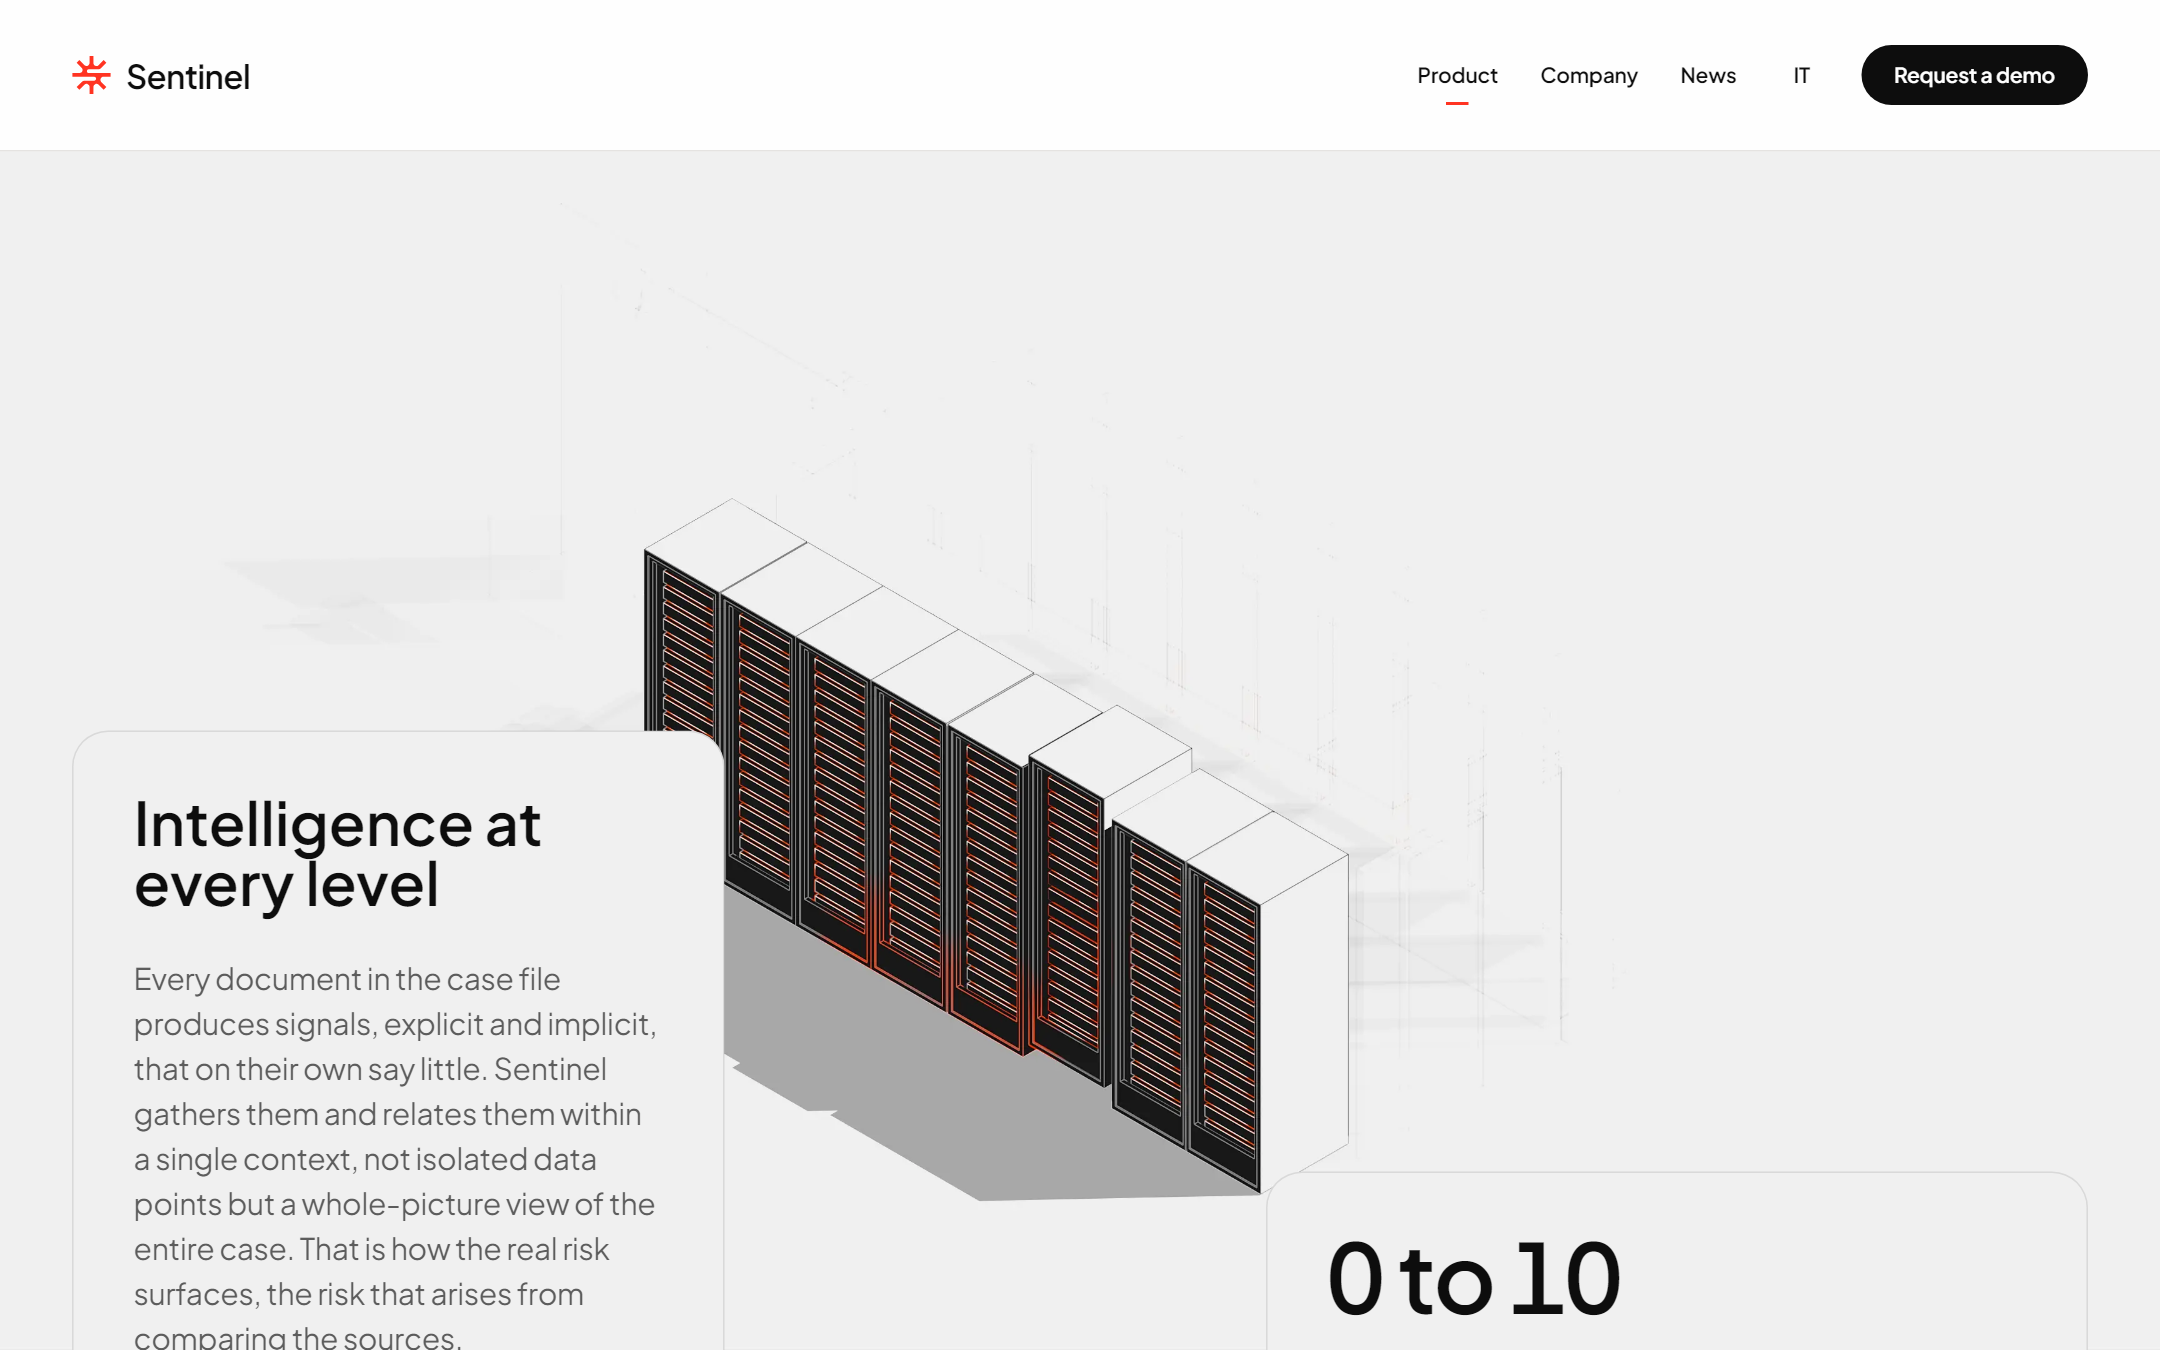 Sentinel
Product
Company
News
IT
Request a demo
Intelligence at
every level
Every document in the case file
produces signals, explicit and implicit,
that on their own say little. Sentinel
gathers them and relates them within
a single context, not isolated data
points but a whole-picture view of the
entire case. That is how the real risk
surfaces, the risk that arises from
comparing the sources.
0 to 10